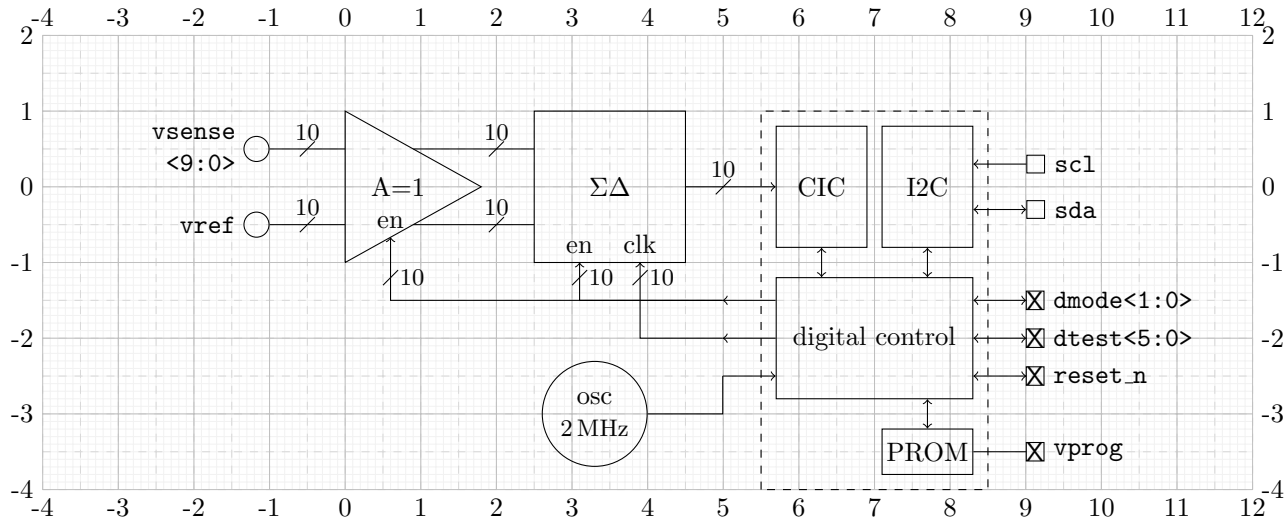 -4 -3 -2 -1 0 1 2 3 4 5 6 7 8 9 10 11 12
2 2
1 1
0 0
-1 -1
-2 -2
-3 -3
-4 -4
vsense
<9:0>
10
10
vref
10
10
A=1
en
10
ΣΔ
en
clk
10
10
10
CIC
I2C
scl
sda
digital control
dmode<1:0>
dtest<5:0>
reset_n
osc
2 MHz
PROM
vprog
-4 -3 -2 -1 0 1 2 3 4 5 6 7 8 9 10 11 12